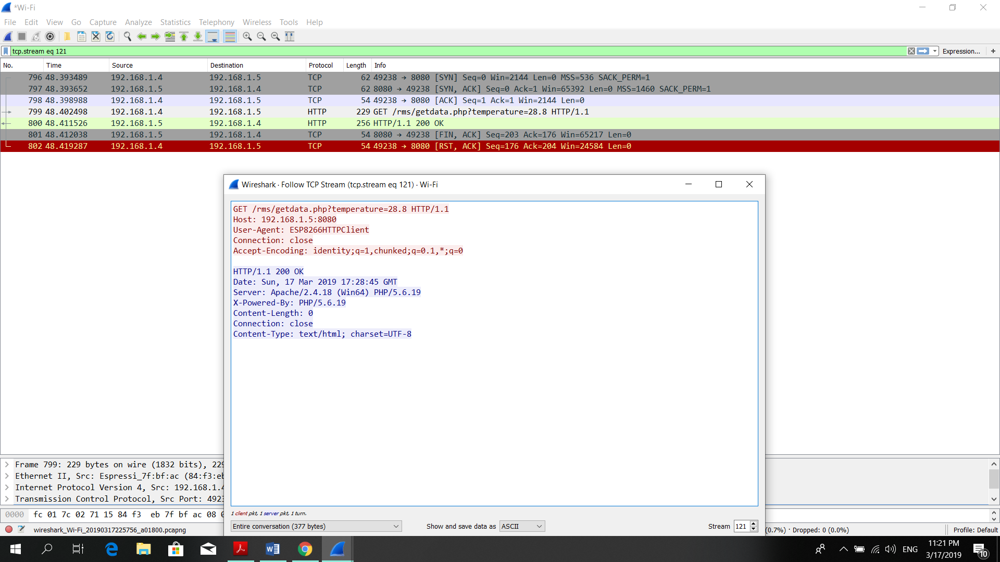 *Wi-Fi
File Edit View Go Capture Analyze Statistics Telephony Wireless Tools Help
tcp.stream eq 121 Expression... +
No. Time Source Destination Protocol Length Info
796 48.393489 192.168.1.4 192.168.1.5 TCP 62 49238 → 8080 [SYN] Seq=0 Win=2144 Len=0 MSS=536 SACK_PERM=1
797 48.393652 192.168.1.5 192.168.1.4 TCP 62 8080 → 49238 [SYN, ACK] Seq=0 Ack=1 Win=65392 Len=0 MSS=1460 SACK_PERM=1
798 48.398988 192.168.1.4 192.168.1.5 TCP 54 49238 → 8080 [ACK] Seq=1 Ack=1 Win=2144 Len=0
799 48.402498 192.168.1.4 192.168.1.5 HTTP 229 GET /rms/getdata.php?temperature=28.8 HTTP/1.1
800 48.411526 192.168.1.5 192.168.1.4 HTTP 256 HTTP/1.1 200 OK
801 48.412038 192.168.1.5 192.168.1.4 TCP 54 8080 → 49238 [FIN, ACK] Seq=203 Ack=176 Win=65217 Len=0
802 48.419287 192.168.1.4 192.168.1.5 TCP 54 49238 → 8080 [RST, ACK] Seq=176 Ack=204 Win=24584 Len=0
Wireshark · Follow TCP Stream (tcp.stream eq 121) · Wi-Fi
GET /rms/getdata.php?temperature=28.8 HTTP/1.1
Host: 192.168.1.5:8080
User-Agent: ESP8266HTTPClient
Connection: close
Accept-Encoding: identity;q=1,chunked;q=0.1,*;q=0
HTTP/1.1 200 OK
Date: Sun, 17 Mar 2019 17:28:45 GMT
Server: Apache/2.4.18 (Win64) PHP/5.6.19
X-Powered-By: PHP/5.6.19
Content-Length: 0
Connection: close
Content-Type: text/html; charset=UTF-8
1 client pkt, 1 server pkt, 1 turn.
Entire conversation (377 bytes) Show and save data as ASCII Stream 121
Frame 799: 229 bytes on wire (1832 bits), 229
Ethernet II, Src: Espressi_7f:bf:ac (84:f3:eb
Internet Protocol Version 4, Src: 192.168.1.4
Transmission Control Protocol, Src Port: 4923
0000 fc 01 7c 02 71 15 84 f3 eb 7f bf ac 08 0
wireshark_Wi-Fi_20190317225756_a01800.pcapng (0.7%) · Dropped: 0 (0.0%) Profile: Default
ENG 11:21 PM
3/17/2019 10